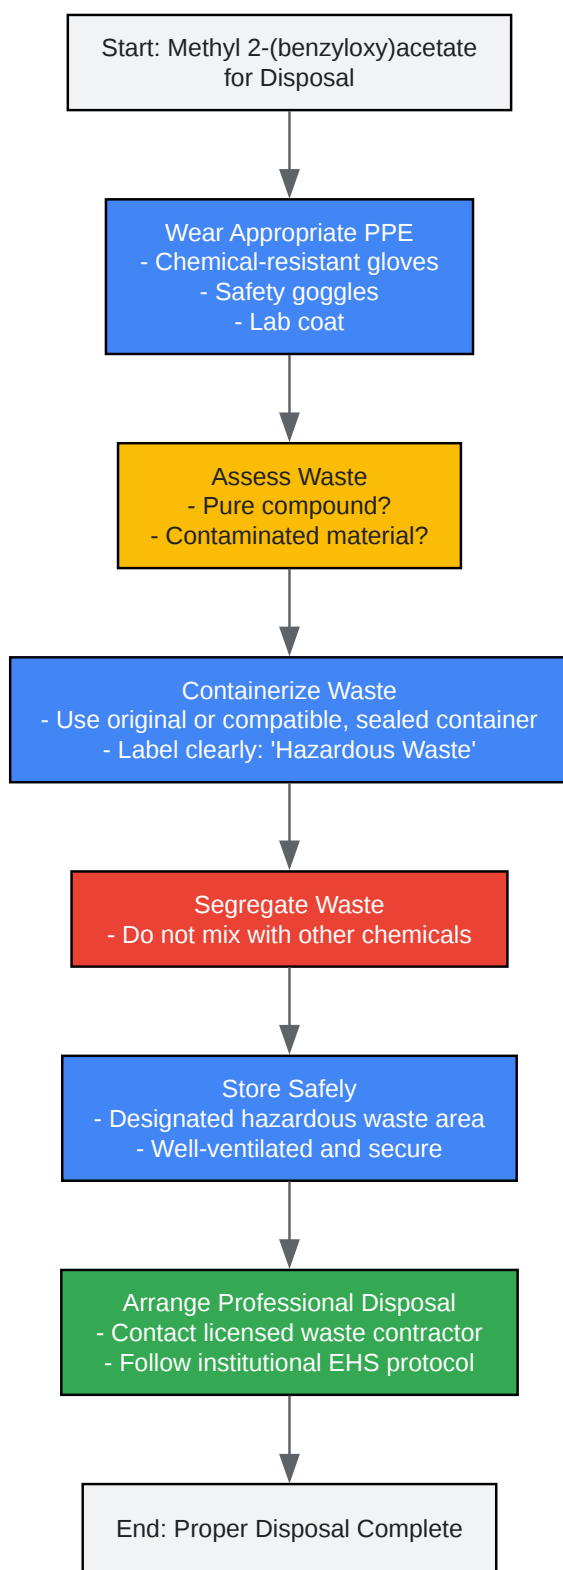 Start: Methyl 2-(benzyloxy)acetate
for Disposal
Wear Appropriate PPE
- Chemical-resistant gloves
- Safety goggles
- Lab coat
Assess Waste
- Pure compound?
- Contaminated material?
Containerize Waste
- Use original or compatible, sealed container
- Label clearly: 'Hazardous Waste'
Segregate Waste
- Do not mix with other chemicals
Store Safely
- Designated hazardous waste area
- Well-ventilated and secure
Arrange Professional Disposal
- Contact licensed waste contractor
- Follow institutional EHS protocol
End: Proper Disposal Complete